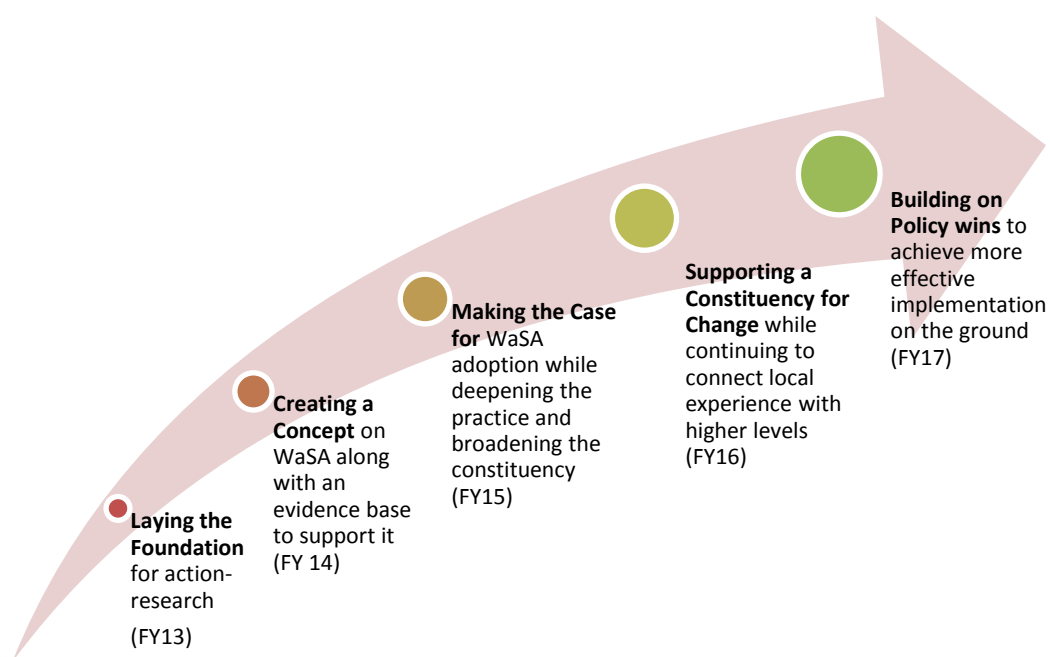 Laying the
Foundation
for action-
research
(FY13)
Creating a
Concept on
WaSA along
with an
evidence base
to support it
(FY 14)
Making the Case
for WaSA
adoption while
deepening the
practice and
broadening the
constituency
(FY15)
Supporting a
Constituency for
Change while
continuing to
connect local
experience with
higher levels
(FY16)
Building on
Policy wins to
achieve more
effective
implementation
on the ground
(FY17)